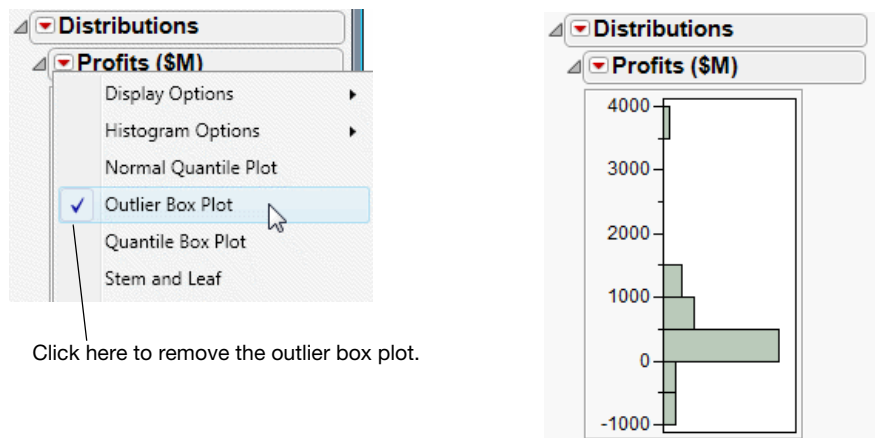 Distributions
Profits ($M)
Display Options
Histogram Options
Normal Quantile Plot
Outlier Box Plot
Quantile Box Plot
Stem and Leaf
Click here to remove the outlier box plot.
Distributions
Profits ($M)
4000
3000
2000
1000
0
-1000